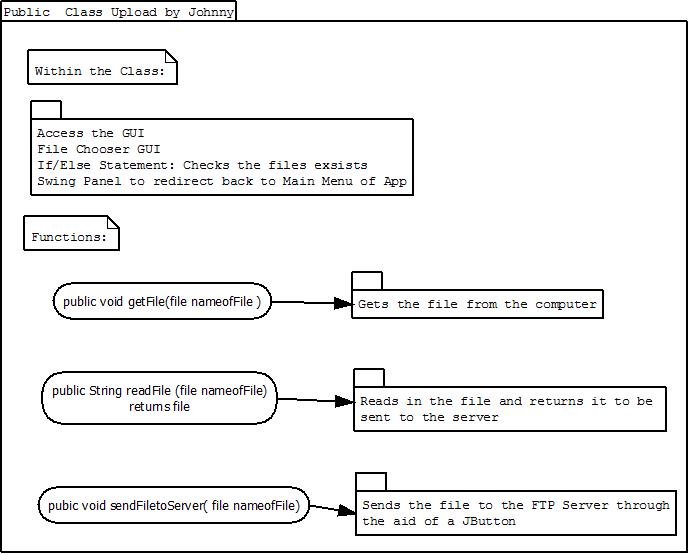 Public  Class Upload by Johnny
Within the Class:
Access the GUI
File Chooser GUI
If/Else Statement: Checks the files exsists
Swing Panel to redirect back to Main Menu of App
Functions:
public void getFile(file nameofFile )
Gets the file from the computer
public String readFile (file nameofFile)
returns file
Reads in the file and returns it to be
sent to the server
pubic void sendFiletoServer( file nameofFile)
Sends the file to the FTP Server through
the aid of a JButton